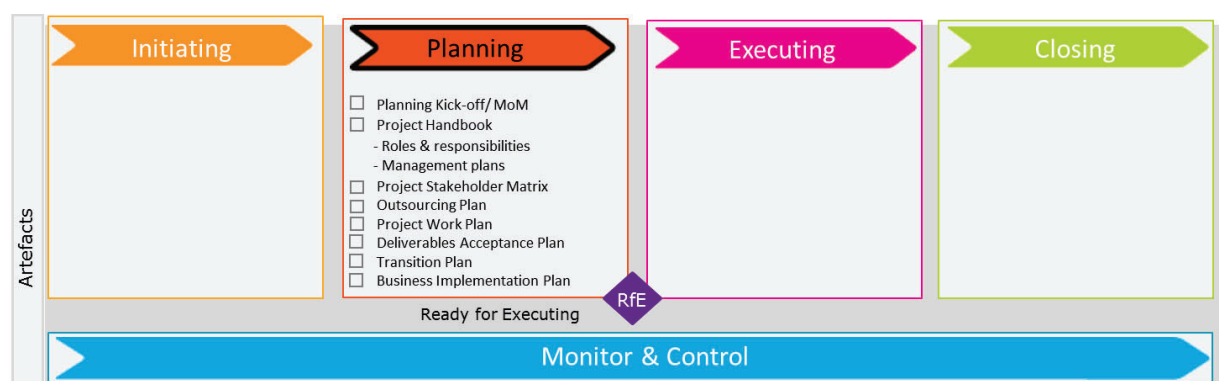 Artefacts
Initiating
Planning
Executing
Closing
Planning Kick-off/ MoM
Project Handbook
- Roles & responsibilities
- Management plans
Project Stakeholder Matrix
Outsourcing Plan
Project Work Plan
Deliverables Acceptance Plan
Transition Plan
Business Implementation Plan
RfE
Ready for Executing
Monitor & Control